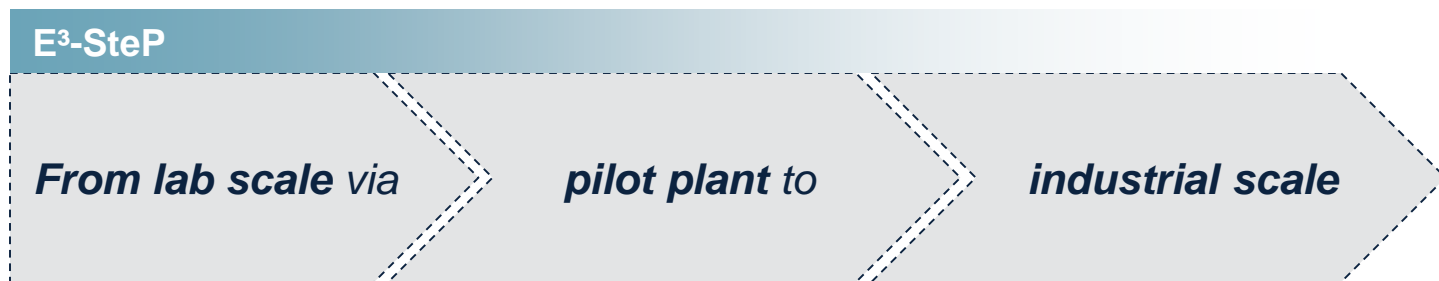 E³-SteP
From lab scale via
pilot plant to
industrial scale